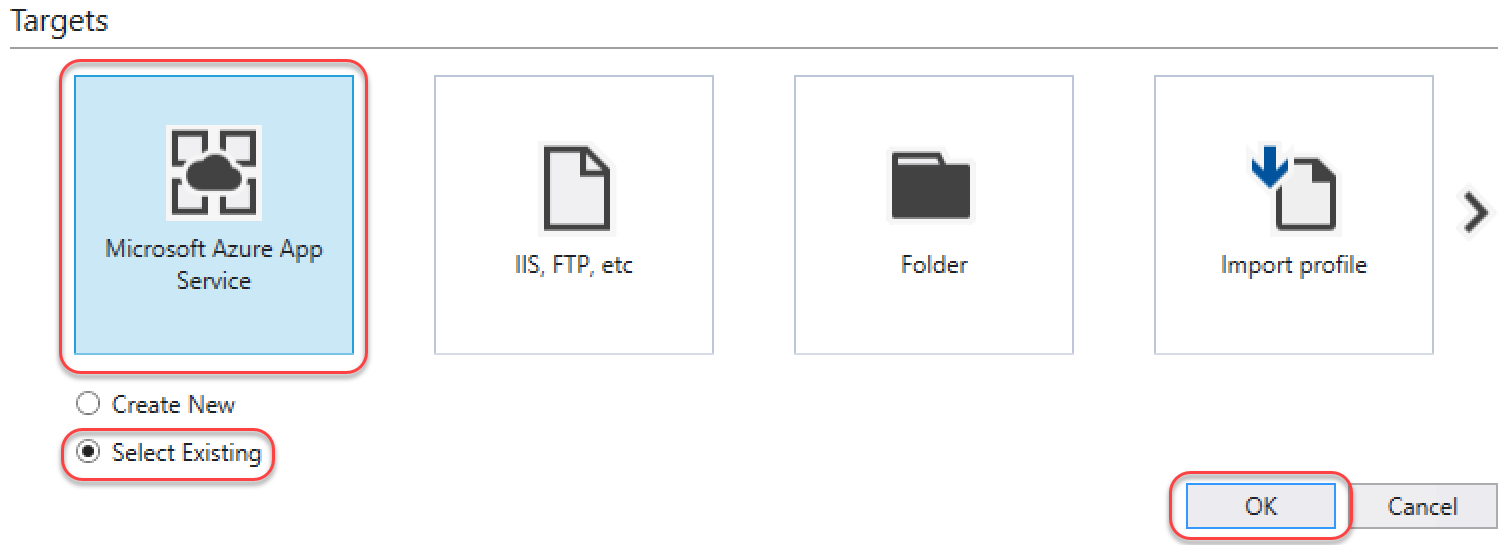 Targets
Microsoft Azure App
Service
IIS, FTP, etc
Folder
Import profile
Create New
Select Existing
OK
Cancel